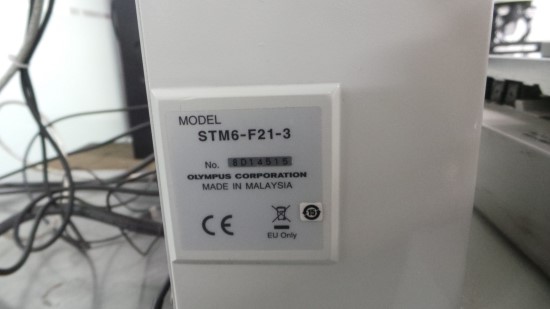 MODEL
STM6-F21-3
No. 8D14515
OLYMPUS CORPORATION
MADE IN MALAYSIA
CE
EU Only